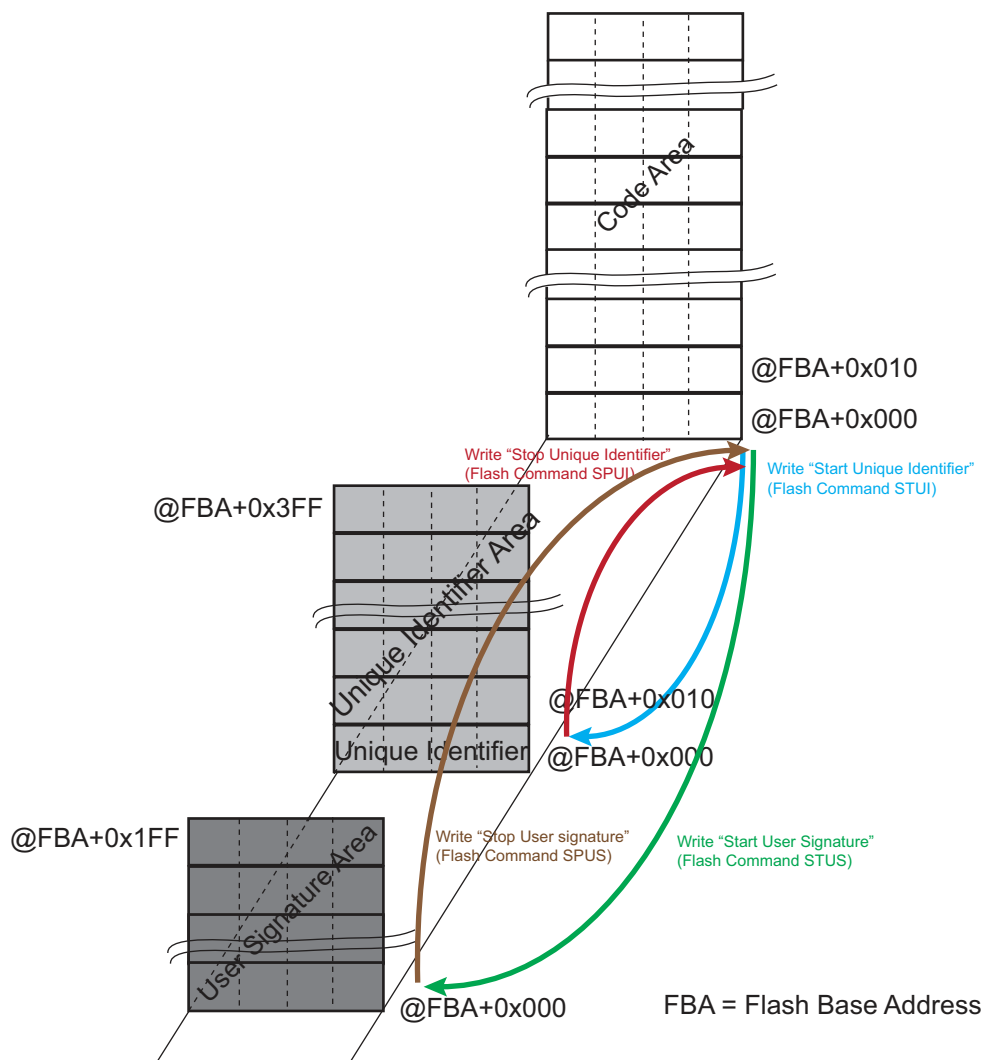 Code Area
@FBA+0x010
@FBA+0x000
Write “Stop Unique Identifier”
(Flash Command SPUI)
Write “Start Unique Identifier”
(Flash Command STUI)
@FBA+0x3FF
Unique Identifier Area
@FBA+0x010
Unique Identifier
@FBA+0x000
@FBA+0x1FF
User Signature Area
Write “Stop User signature”
(Flash Command SPUS)
Write “Start User Signature”
(Flash Command STUS)
@FBA+0x000
FBA = Flash Base Address